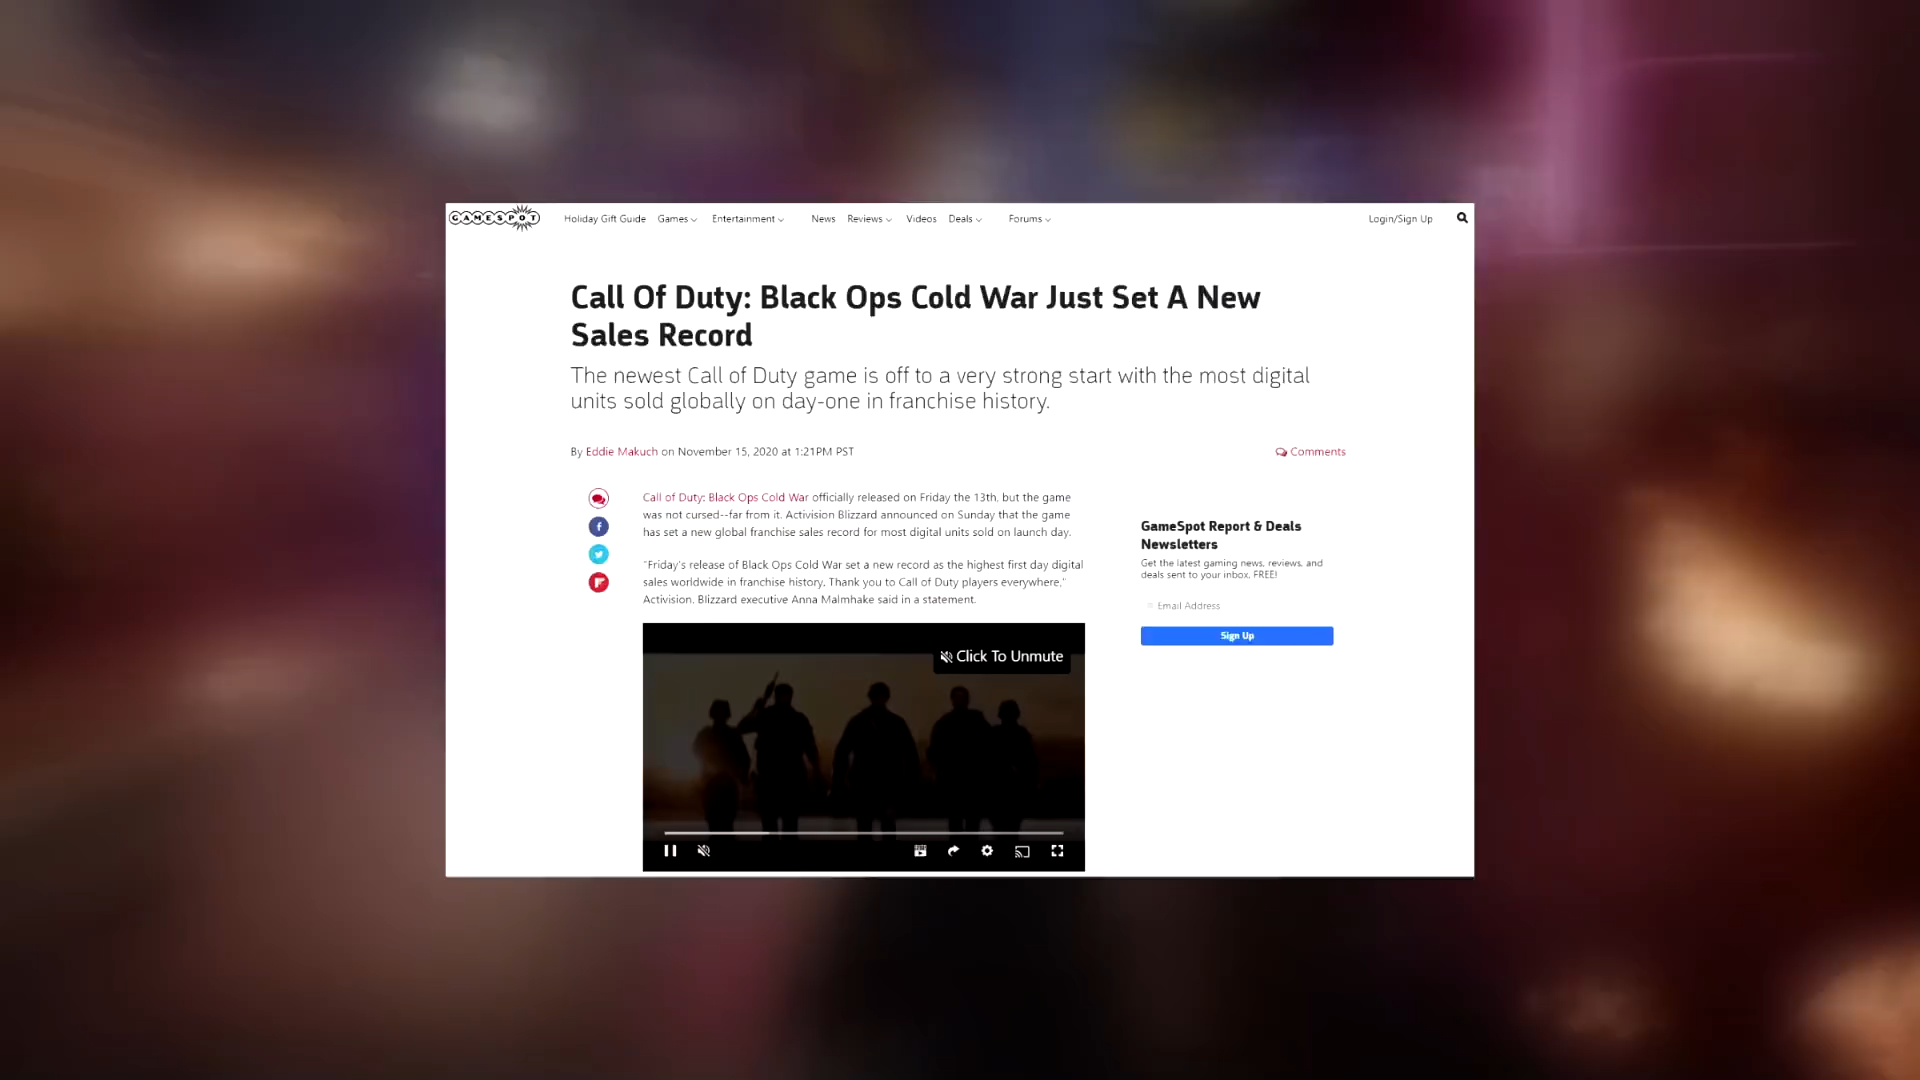 GAMESPOT
Holiday Gift Guide Games Entertainment News Reviews Videos Deals Forums Login/Sign Up
Call Of Duty: Black Ops Cold War Just Set A New
Sales Record
The newest Call of Duty game is off to a very strong start with the most digital
units sold globally on day-one in franchise history.
By Eddie Makuch on November 15, 2020 at 1:21PM PST
Comments
Call of Duty: Black Ops Cold War officially released on Friday the 13th, but the game
was not cursed--far from it. Activision Blizzard announced on Sunday that the game
has set a new global franchise sales record for most digital units sold on launch day.
"Friday's release of Black Ops Cold War set a new record as the highest first day digital
sales worldwide in franchise history. Thank you to Call of Duty players everywhere,"
Activision. Blizzard executive Anna Malmhake said in a statement.
Click To Unmute
GameSpot Report & Deals
Newsletters
Get the latest gaming news, reviews, and
deals sent to your inbox. FREE!
Email Address
Sign Up